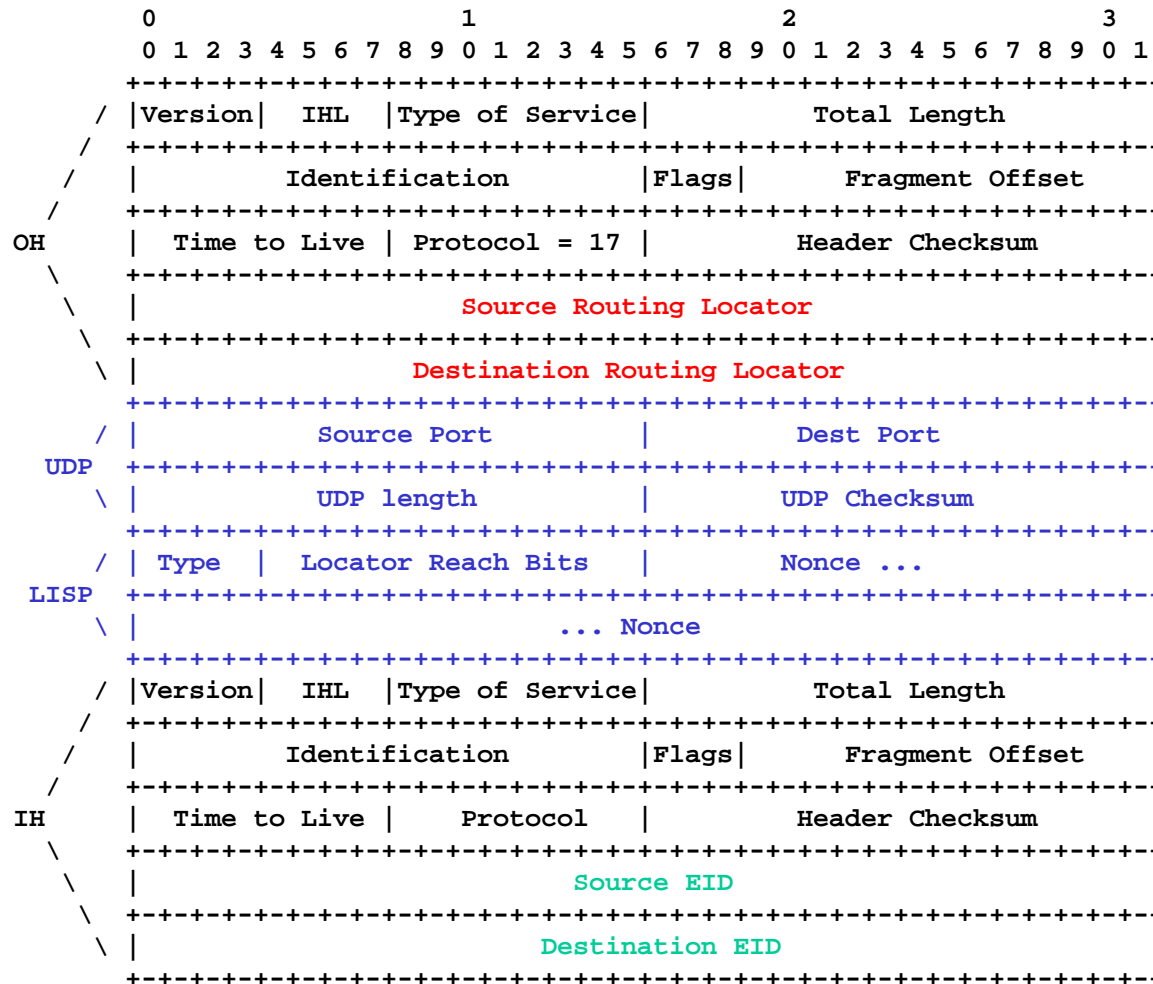 0                   1                   2                   3
        0 1 2 3 4 5 6 7 8 9 0 1 2 3 4 5 6 7 8 9 0 1 2 3 4 5 6 7 8 9 0 1
       +-+-+-+-+-+-+-+-+-+-+-+-+-+-+-+-+-+-+-+-+-+-+-+-+-+-+-+-+-+-+-+-
     / |Version|  IHL  |Type of Service|          Total Length
    /  +-+-+-+-+-+-+-+-+-+-+-+-+-+-+-+-+-+-+-+-+-+-+-+-+-+-+-+-+-+-+-+-
   /   |         Identification        |Flags|      Fragment Offset
  /    +-+-+-+-+-+-+-+-+-+-+-+-+-+-+-+-+-+-+-+-+-+-+-+-+-+-+-+-+-+-+-+-
OH     |  Time to Live | Protocol = 17 |         Header Checksum
  \    +-+-+-+-+-+-+-+-+-+-+-+-+-+-+-+-+-+-+-+-+-+-+-+-+-+-+-+-+-+-+-+-
   \   |                    Source Routing Locator
    \  +-+-+-+-+-+-+-+-+-+-+-+-+-+-+-+-+-+-+-+-+-+-+-+-+-+-+-+-+-+-+-+-
     \ |                 Destination Routing Locator
       +-+-+-+-+-+-+-+-+-+-+-+-+-+-+-+-+-+-+-+-+-+-+-+-+-+-+-+-+-+-+-+-
     / |           Source Port         |         Dest Port
  UDP  +-+-+-+-+-+-+-+-+-+-+-+-+-+-+-+-+-+-+-+-+-+-+-+-+-+-+-+-+-+-+-+-
     \ |           UDP length          |        UDP Checksum
       +-+-+-+-+-+-+-+-+-+-+-+-+-+-+-+-+-+-+-+-+-+-+-+-+-+-+-+-+-+-+-+-
     / | Type  |  Locator Reach Bits   |        Nonce ...
 LISP  +-+-+-+-+-+-+-+-+-+-+-+-+-+-+-+-+-+-+-+-+-+-+-+-+-+-+-+-+-+-+-+-
     \ |                          ... Nonce
       +-+-+-+-+-+-+-+-+-+-+-+-+-+-+-+-+-+-+-+-+-+-+-+-+-+-+-+-+-+-+-+-
     / |Version|  IHL  |Type of Service|          Total Length
    /  +-+-+-+-+-+-+-+-+-+-+-+-+-+-+-+-+-+-+-+-+-+-+-+-+-+-+-+-+-+-+-+-
   /   |         Identification        |Flags|      Fragment Offset
  /    +-+-+-+-+-+-+-+-+-+-+-+-+-+-+-+-+-+-+-+-+-+-+-+-+-+-+-+-+-+-+-+-
IH     |  Time to Live |    Protocol   |         Header Checksum
  \    +-+-+-+-+-+-+-+-+-+-+-+-+-+-+-+-+-+-+-+-+-+-+-+-+-+-+-+-+-+-+-+-
   \   |                           Source EID
    \  +-+-+-+-+-+-+-+-+-+-+-+-+-+-+-+-+-+-+-+-+-+-+-+-+-+-+-+-+-+-+-+-
     \ |                         Destination EID
       +-+-+-+-+-+-+-+-+-+-+-+-+-+-+-+-+-+-+-+-+-+-+-+-+-+-+-+-+-+-+-+-